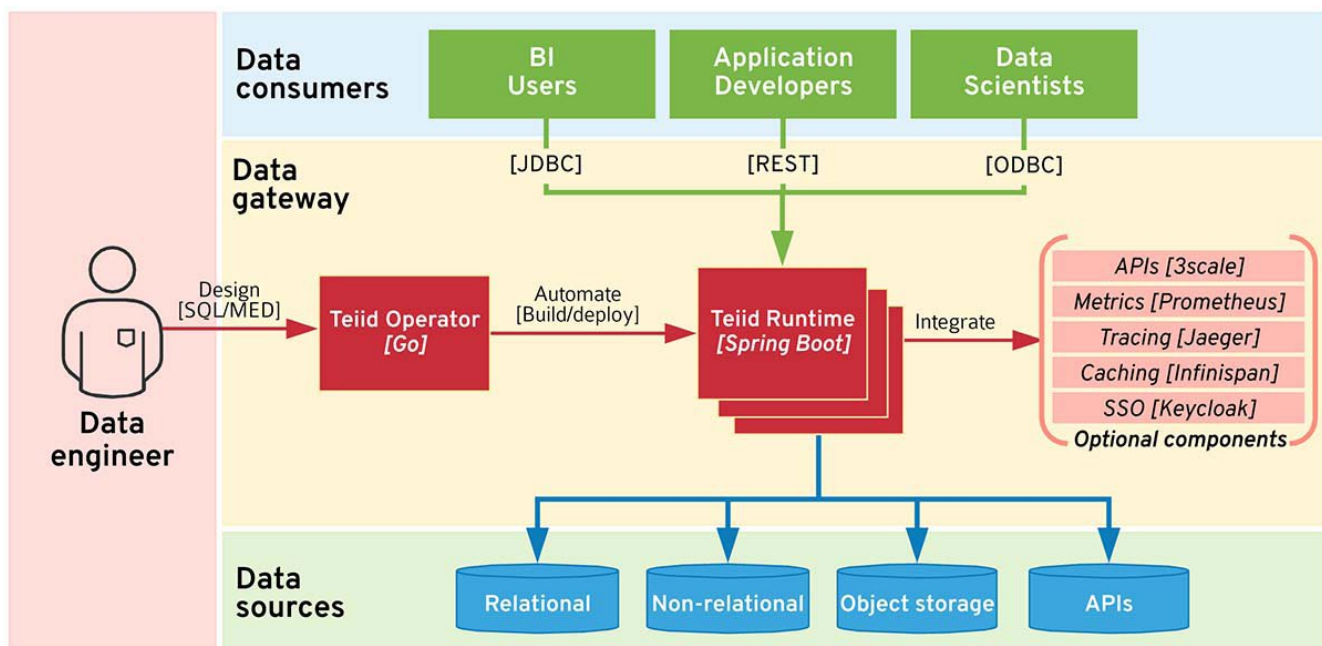 Data
consumers
BI
Users
Application
Developers
Data
Scientists
Data
gateway
[JDBC]
[REST]
[ODBC]
Data
engineer
Design
[SQL/MED]
Teiid Operator
[Go]
Automate
[Build/deploy]
Teiid Runtime
[Spring Boot]
Integrate
APIs [3scale]
Metrics [Prometheus]
Tracing [Jaeger]
Caching [Infinispan]
SSO [Keycloak]
Optional components
Data
sources
Relational
Non-relational
Object storage
APIs